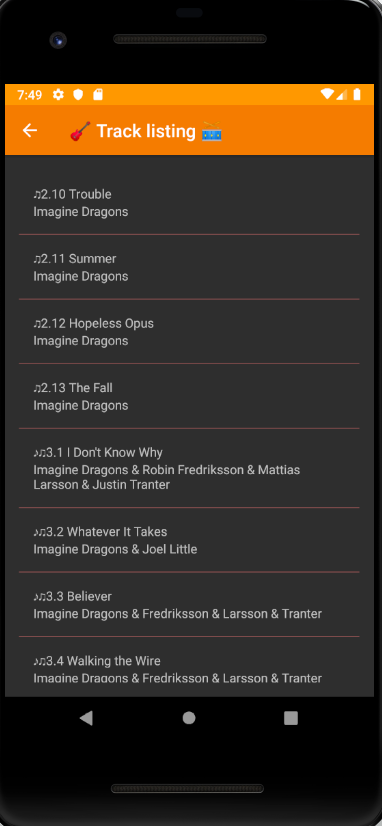 7:49
🎸 Track listing 🥁
♫2.10 Trouble
Imagine Dragons
♫2.11 Summer
Imagine Dragons
♫2.12 Hopeless Opus
Imagine Dragons
♫2.13 The Fall
Imagine Dragons
♪♫3.1 I Don't Know Why
Imagine Dragons & Robin Fredriksson & Mattias
Larsson & Justin Tranter
♪♫3.2 Whatever It Takes
Imagine Dragons & Joel Little
♪♫3.3 Believer
Imagine Dragons & Fredriksson & Larsson & Tranter
♪♫3.4 Walking the Wire
Imagine Dragons & Fredriksson & Larsson & Tranter